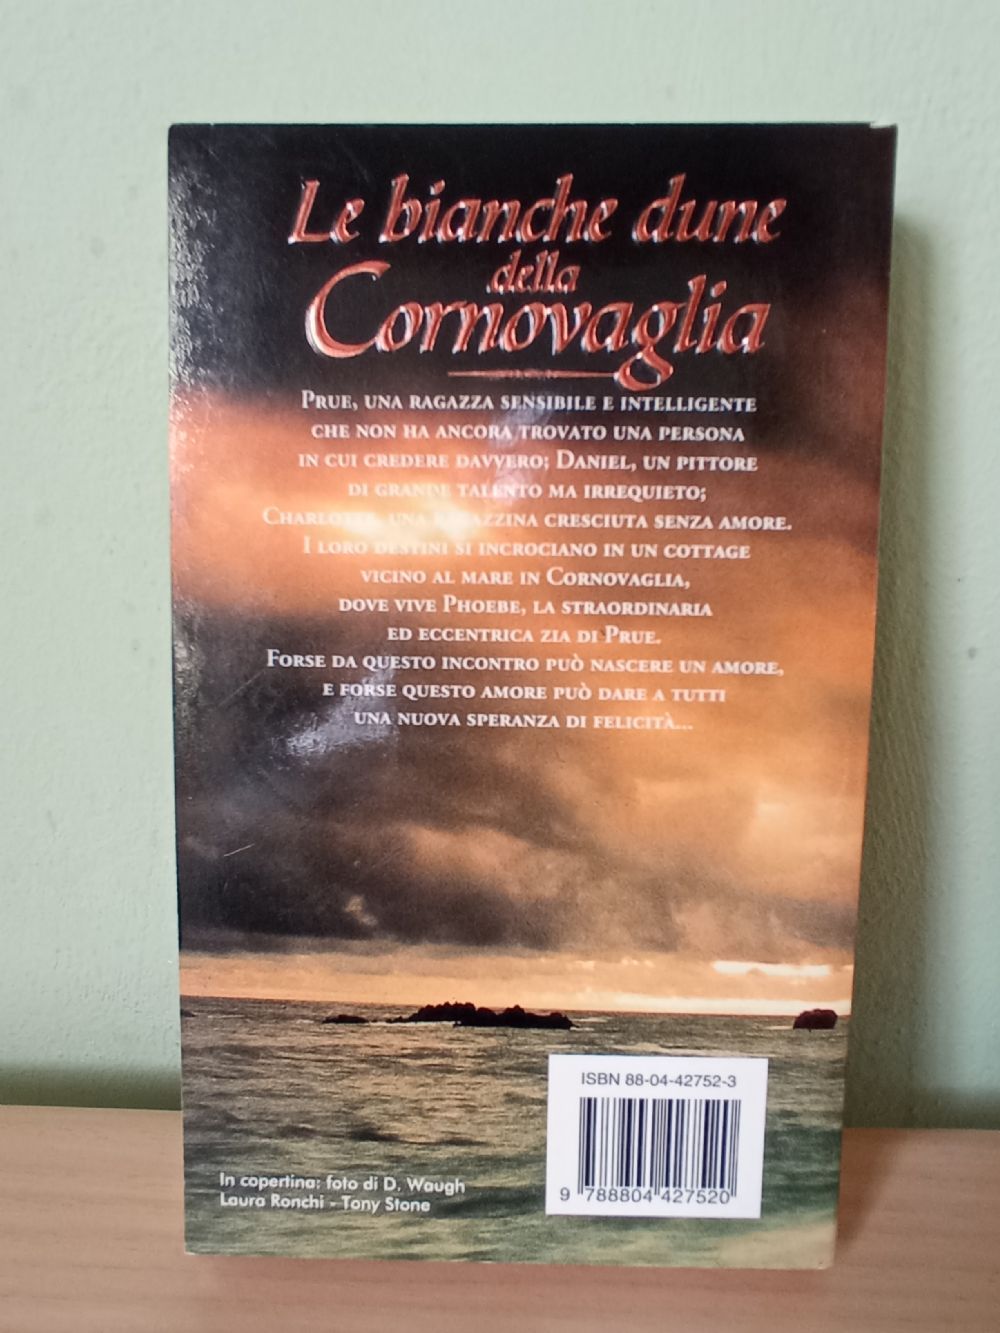 Le bianche dune
della
Cornovaglia
PRUE, UNA RAGAZZA SENSIBILE E INTELLIGENTE
CHE NON HA ANCORA TROVATO UNA PERSONA
IN CUI CREDERE DAVVERO; DANIEL, UN PITTORE
DI GRANDE TALENTO MA IRREQUIETO;
CHARLOTTE, UNA RAGAZZINA CRESCIUTA SENZA AMORE.
I LORO DESTINI SI INCROCIANO IN UN COTTAGE
VICINO AL MARE IN CORNOVAGLIA,
DOVE VIVE PHOEBE, LA STRAORDINARIA
ED ECCENTRICA ZIA DI PRUE.
FORSE DA QUESTO INCONTRO PUÒ NASCERE UN AMORE,
E FORSE QUESTO AMORE PUÒ DARE A TUTTI
UNA NUOVA SPERANZA DI FELICITÀ...
ISBN 88-04-42752-3
9 788804 427520
In copertina: foto di D. Waugh
Laura Ronchi - Tony Stone